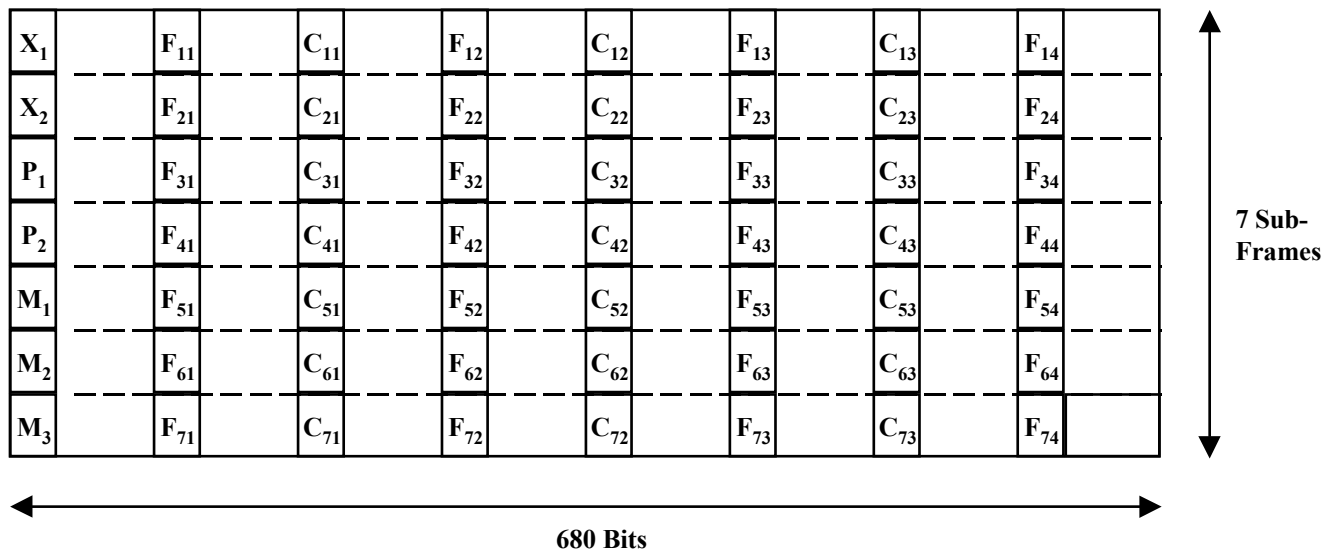 X₁ F₁₁ C₁₁ F₁₂ C₁₂ F₁₃ C₁₃ F₁₄
X₂ F₂₁ C₂₁ F₂₂ C₂₂ F₂₃ C₂₃ F₂₄
P₁ F₃₁ C₃₁ F₃₂ C₃₂ F₃₃ C₃₃ F₃₄
P₂ F₄₁ C₄₁ F₄₂ C₄₂ F₄₃ C₄₃ F₄₄
M₁ F₅₁ C₅₁ F₅₂ C₅₂ F₅₃ C₅₃ F₅₄
M₂ F₆₁ C₆₁ F₆₂ C₆₂ F₆₃ C₆₃ F₆₄
M₃ F₇₁ C₇₁ F₇₂ C₇₂ F₇₃ C₇₃ F₇₄
7 Sub-
Frames
680 Bits